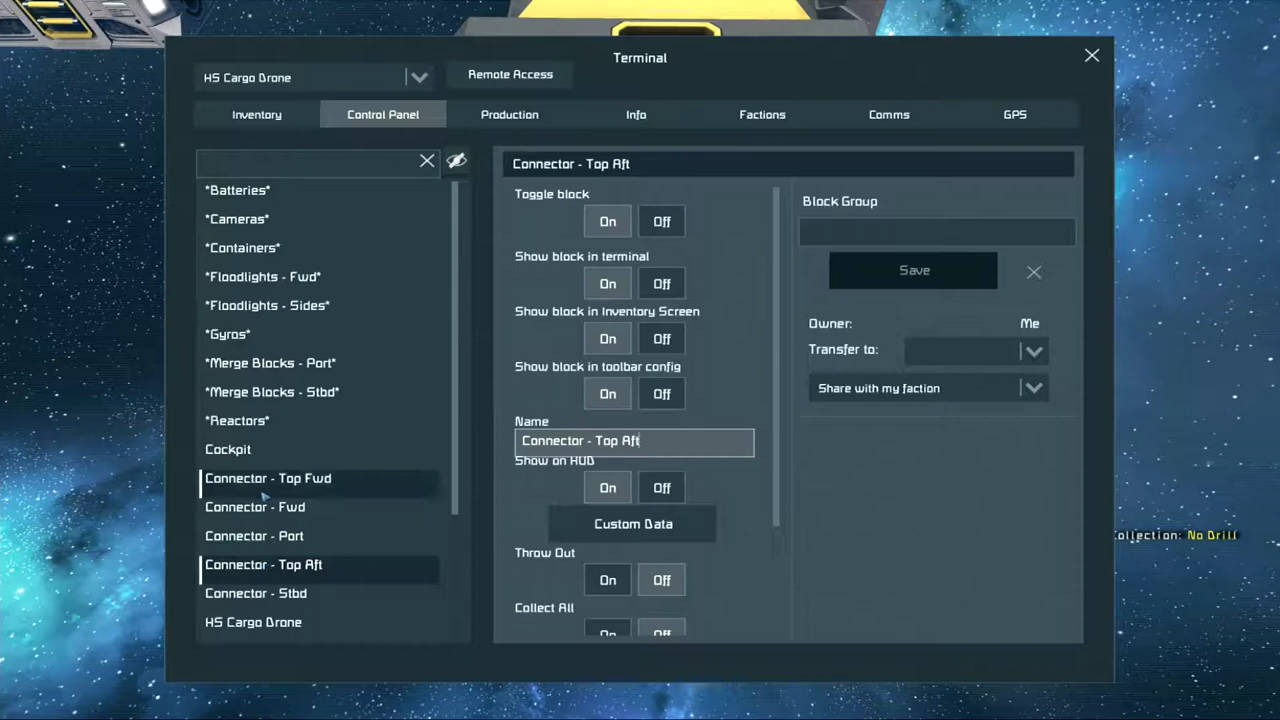 Terminal
HS Cargo Drone
Remote Access
Inventory
Control Panel
Production
Info
Factions
Comms
GPS
*Batteries*
*Cameras*
*Containers*
*Floodlights - Fwd*
*Floodlights - Sides*
*Gyros*
*Merge Blocks - Port*
*Merge Blocks - Stbd*
*Reactors*
Cockpit
Connector - Top Fwd
Connector - Fwd
Connector - Port
Connector - Top Aft
Connector - Stbd
HS Cargo Drone
Connector - Top Aft
Toggle block
On Off
Show block in terminal
On Off
Show block in Inventory Screen
On Off
Show block in toolbar config
On Off
Name
Connector - Top Aft
Show on HUD
On Off
Custom Data
Throw Out
On Off
Collect All
On Off
Block Group
Save
Owner: Me
Transfer to:
Share with my faction
ollection: No Drill